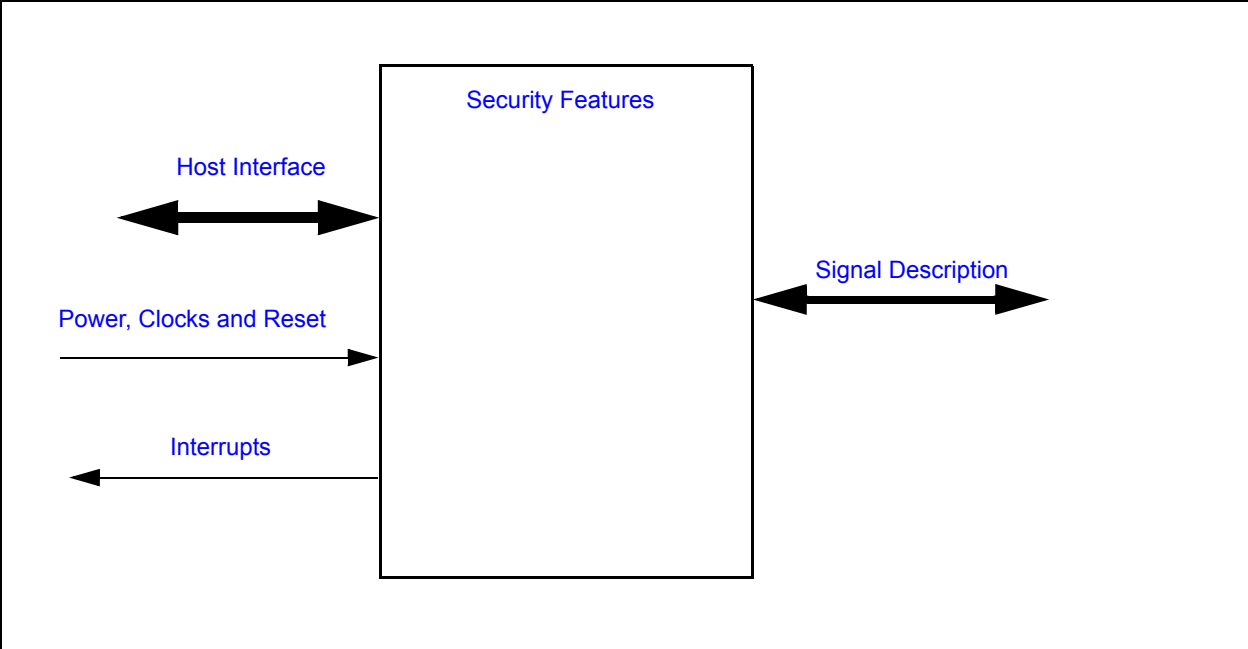 Security Features
Host Interface
Signal Description
Power, Clocks and Reset
Interrupts